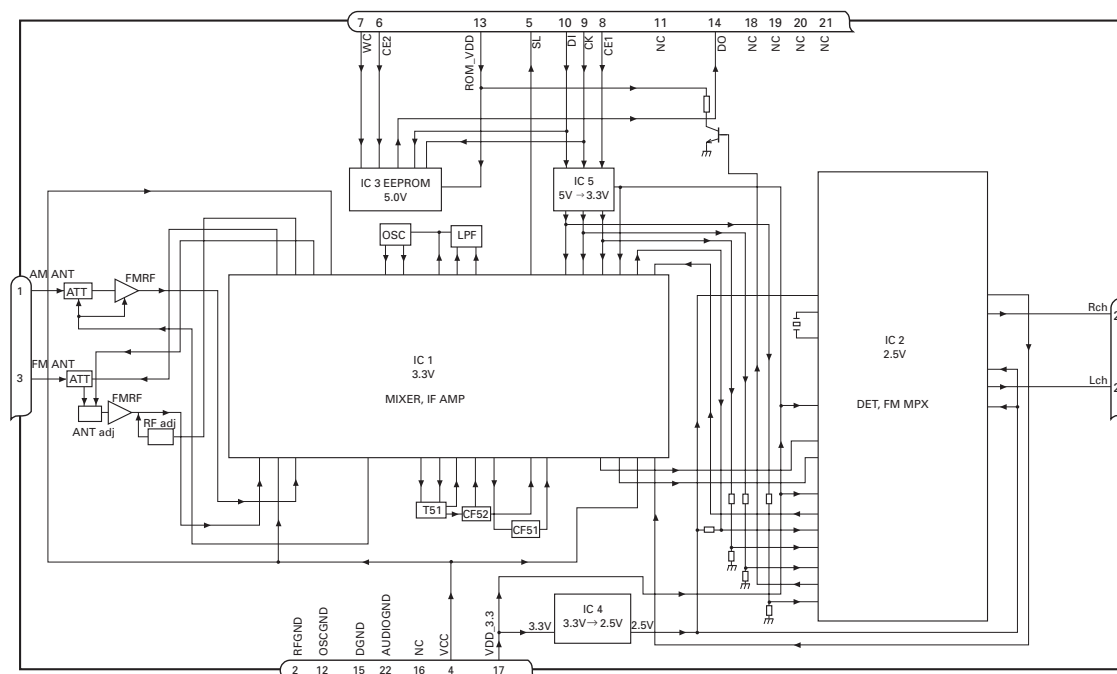 7 6 13 5 10 9 8 11 14 18 19 20 21
WC CE2 ROM_VDD SL DI CK CE1 NC DO NC NC NC NC
IC 3 EEPROM
5.0V
IC 5
5V → 3.3V
OSC
LPF
AM ANT
1
ATT
FMRF
FM ANT
3
ATT
FMRF
ANT adj
RF adj
IC 1
3.3V
MIXER, IF AMP
IC 2
2.5V
DET, FM MPX
Rch
Lch
T51
CF52
CF51
IC 4
3.3V → 2.5V
3.3V
2.5V
RFGND OSCGND DGND AUDIOGND NC VCC VDD_3.3
2 12 15 22 16 4 17